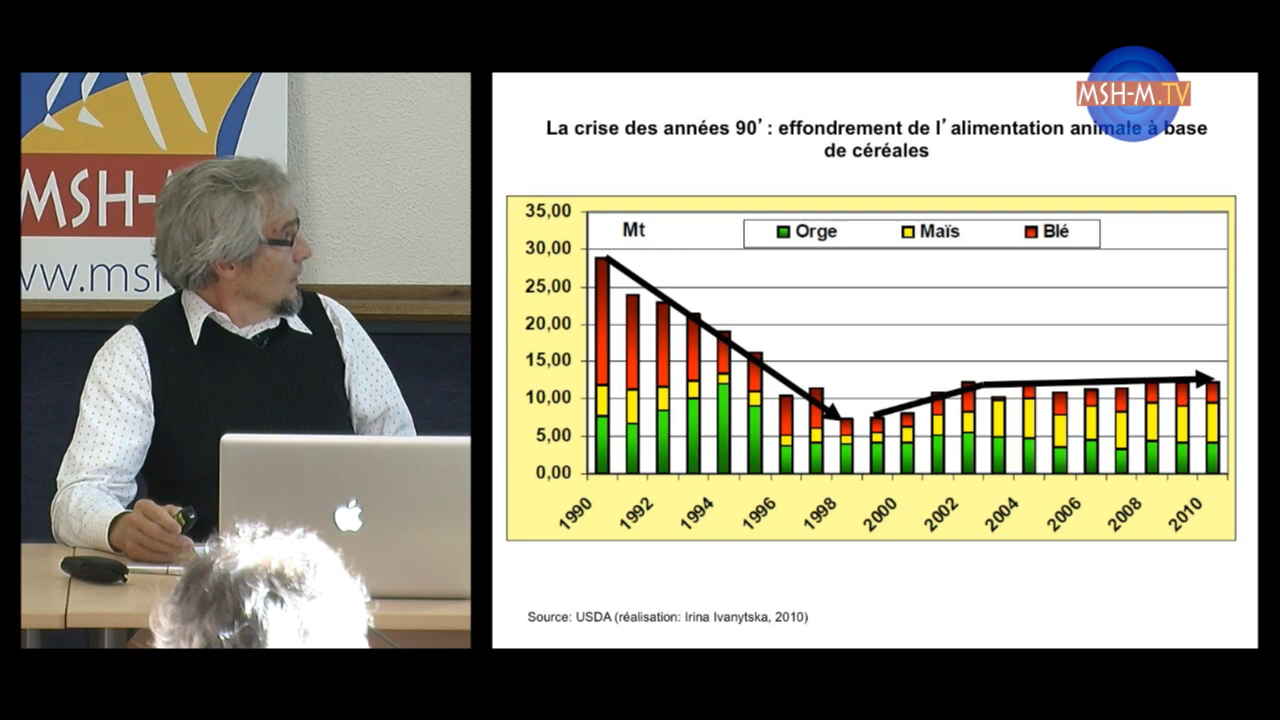 MSH-M.TV
MSH-
ww.msh
La crise des années 90’ : effondrement de l’alimentation animale à base
de céréales
Mt
Orge
Maïs
Blé
35,00
30,00
25,00
20,00
15,00
10,00
5,00
0,00
1990
1992
1994
1996
1998
2000
2002
2004
2006
2008
2010
Source: USDA (réalisation: Irina Ivanytska, 2010)